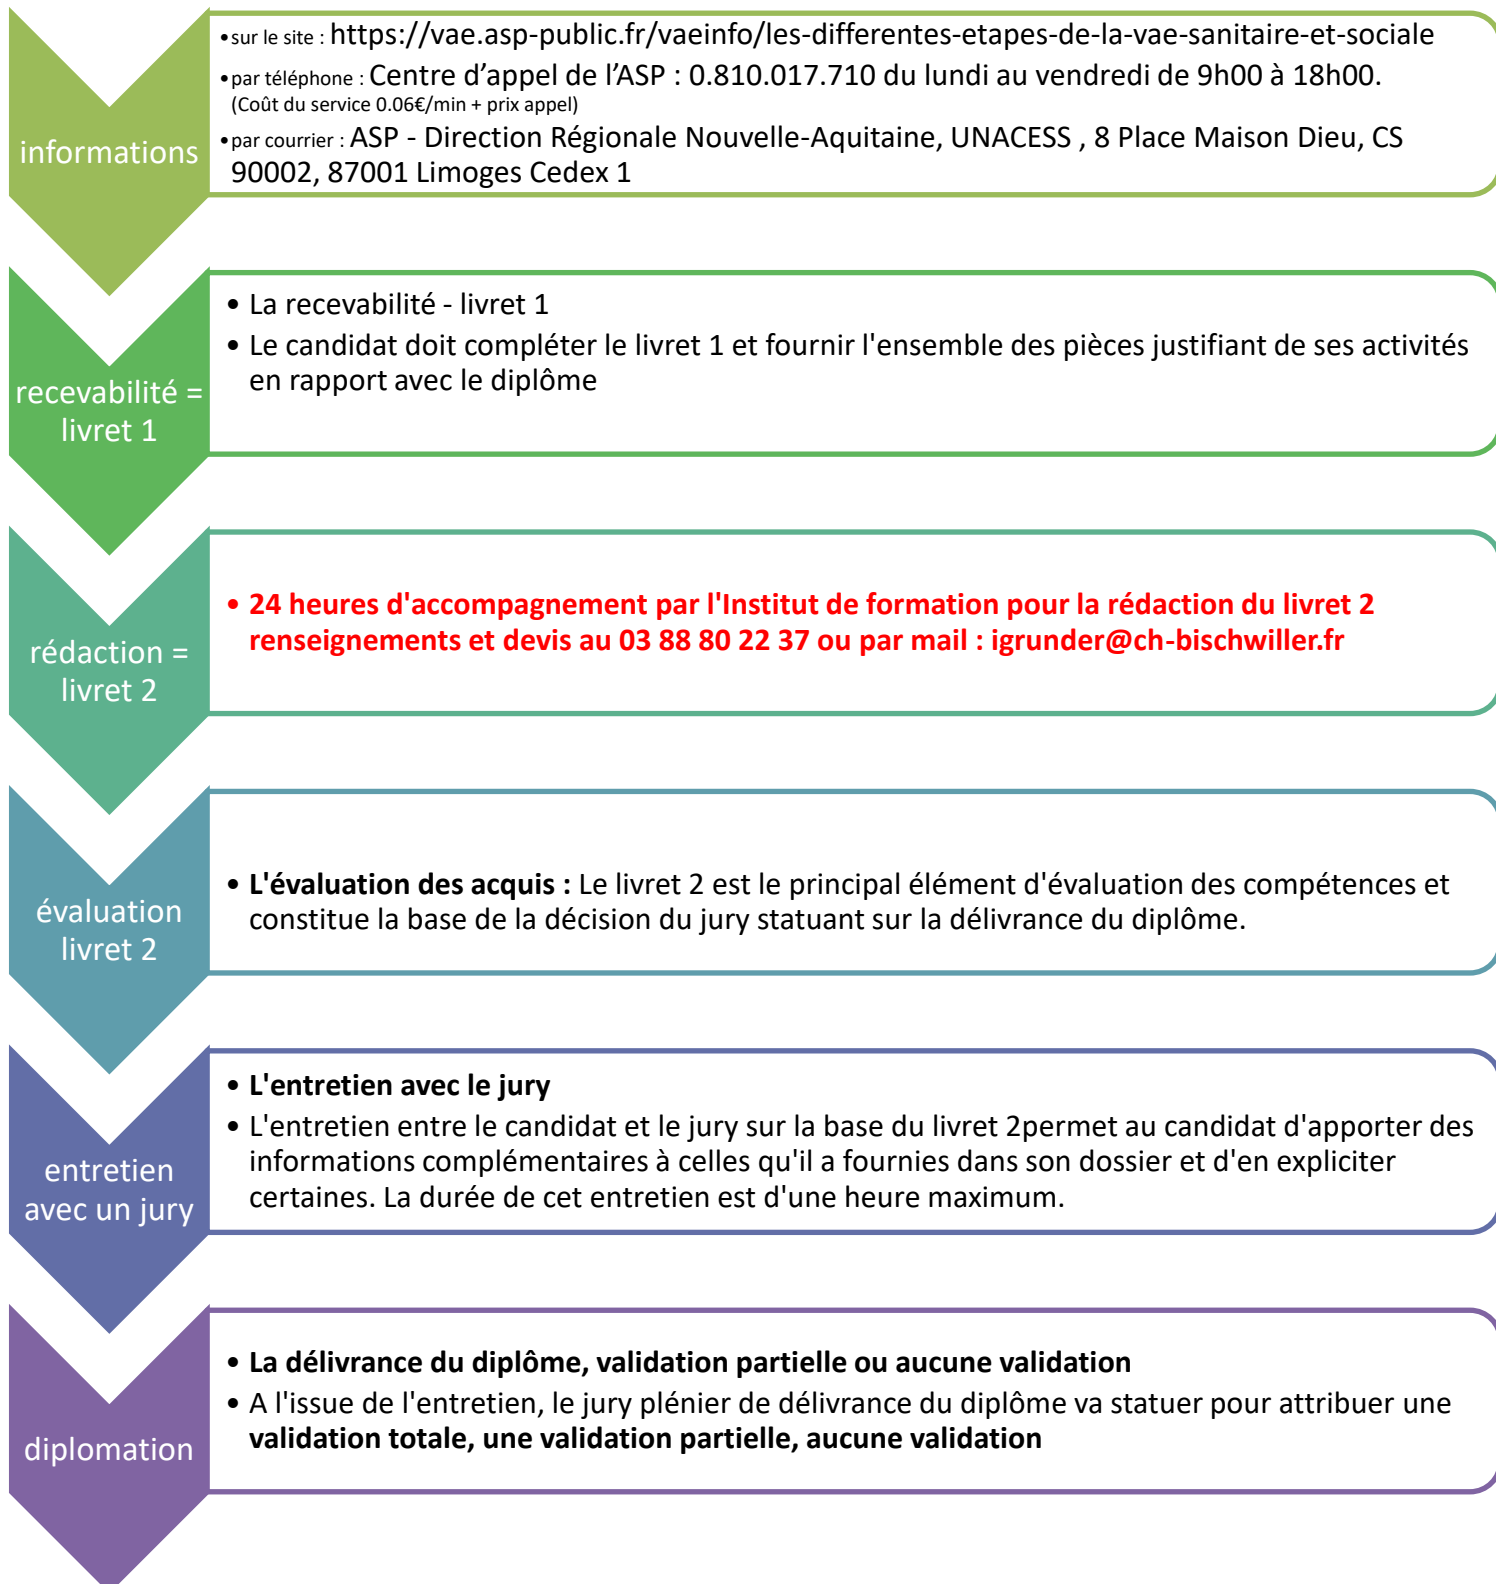 •sur le site : https://vae.asp-public.fr/vaeinfo/les-differentes-etapes-de-la-vae-sanitaire-et-sociale
•par téléphone : Centre d’appel de l’ASP : 0.810.017.710 du lundi au vendredi de 9h00 à 18h00.
(Coût du service 0.06€/min + prix appel)
•par courrier : ASP - Direction Régionale Nouvelle-Aquitaine, UNACESS , 8 Place Maison Dieu, CS
90002, 87001 Limoges Cedex 1
informations
• La recevabilité - livret 1
• Le candidat doit compléter le livret 1 et fournir l'ensemble des pièces justifiant de ses activités
en rapport avec le diplôme
recevabilité =
livret 1
• 24 heures d'accompagnement par l'Institut de formation pour la rédaction du livret 2
renseignements et devis au 03 88 80 22 37 ou par mail : igrunder@ch-bischwiller.fr
rédaction =
livret 2
• L'évaluation des acquis : Le livret 2 est le principal élément d'évaluation des compétences et
constitue la base de la décision du jury statuant sur la délivrance du diplôme.
évaluation
livret 2
• L'entretien avec le jury
• L'entretien entre le candidat et le jury sur la base du livret 2permet au candidat d'apporter des
informations complémentaires à celles qu'il a fournies dans son dossier et d'en expliciter
certaines. La durée de cet entretien est d'une heure maximum.
entretien
avec un jury
• La délivrance du diplôme, validation partielle ou aucune validation
• A l'issue de l'entretien, le jury plénier de délivrance du diplôme va statuer pour attribuer une
validation totale, une validation partielle, aucune validation
diplomation